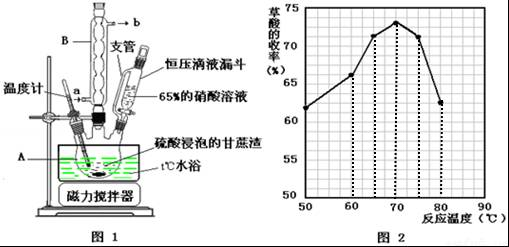 b
B
支管
恒压滴液漏斗
温度计
a
65%的硝酸溶液
硫酸浸泡的甘蔗渣
A
t℃水浴
磁力搅拌器
图 1
草酸的收率
(%)
75
70
65
60
55
50
50 60 70 80 90
反应温度(℃)
图 2